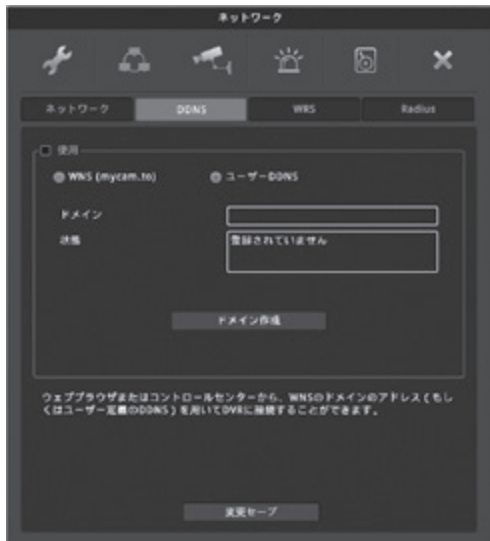 ネットワーク
ネットワーク DDNS WRS Radius
使用
WNS (mycam.to) ユーザーDDNS
ドメイン
状態 登録されていません
ドメイン作成
ウェブブラウザまたはコントロールセンターから、WNSのドメインのアドレス(もし
くはユーザー定義のDDNS)を用いてDVRに接続することができます。
変更セーブ